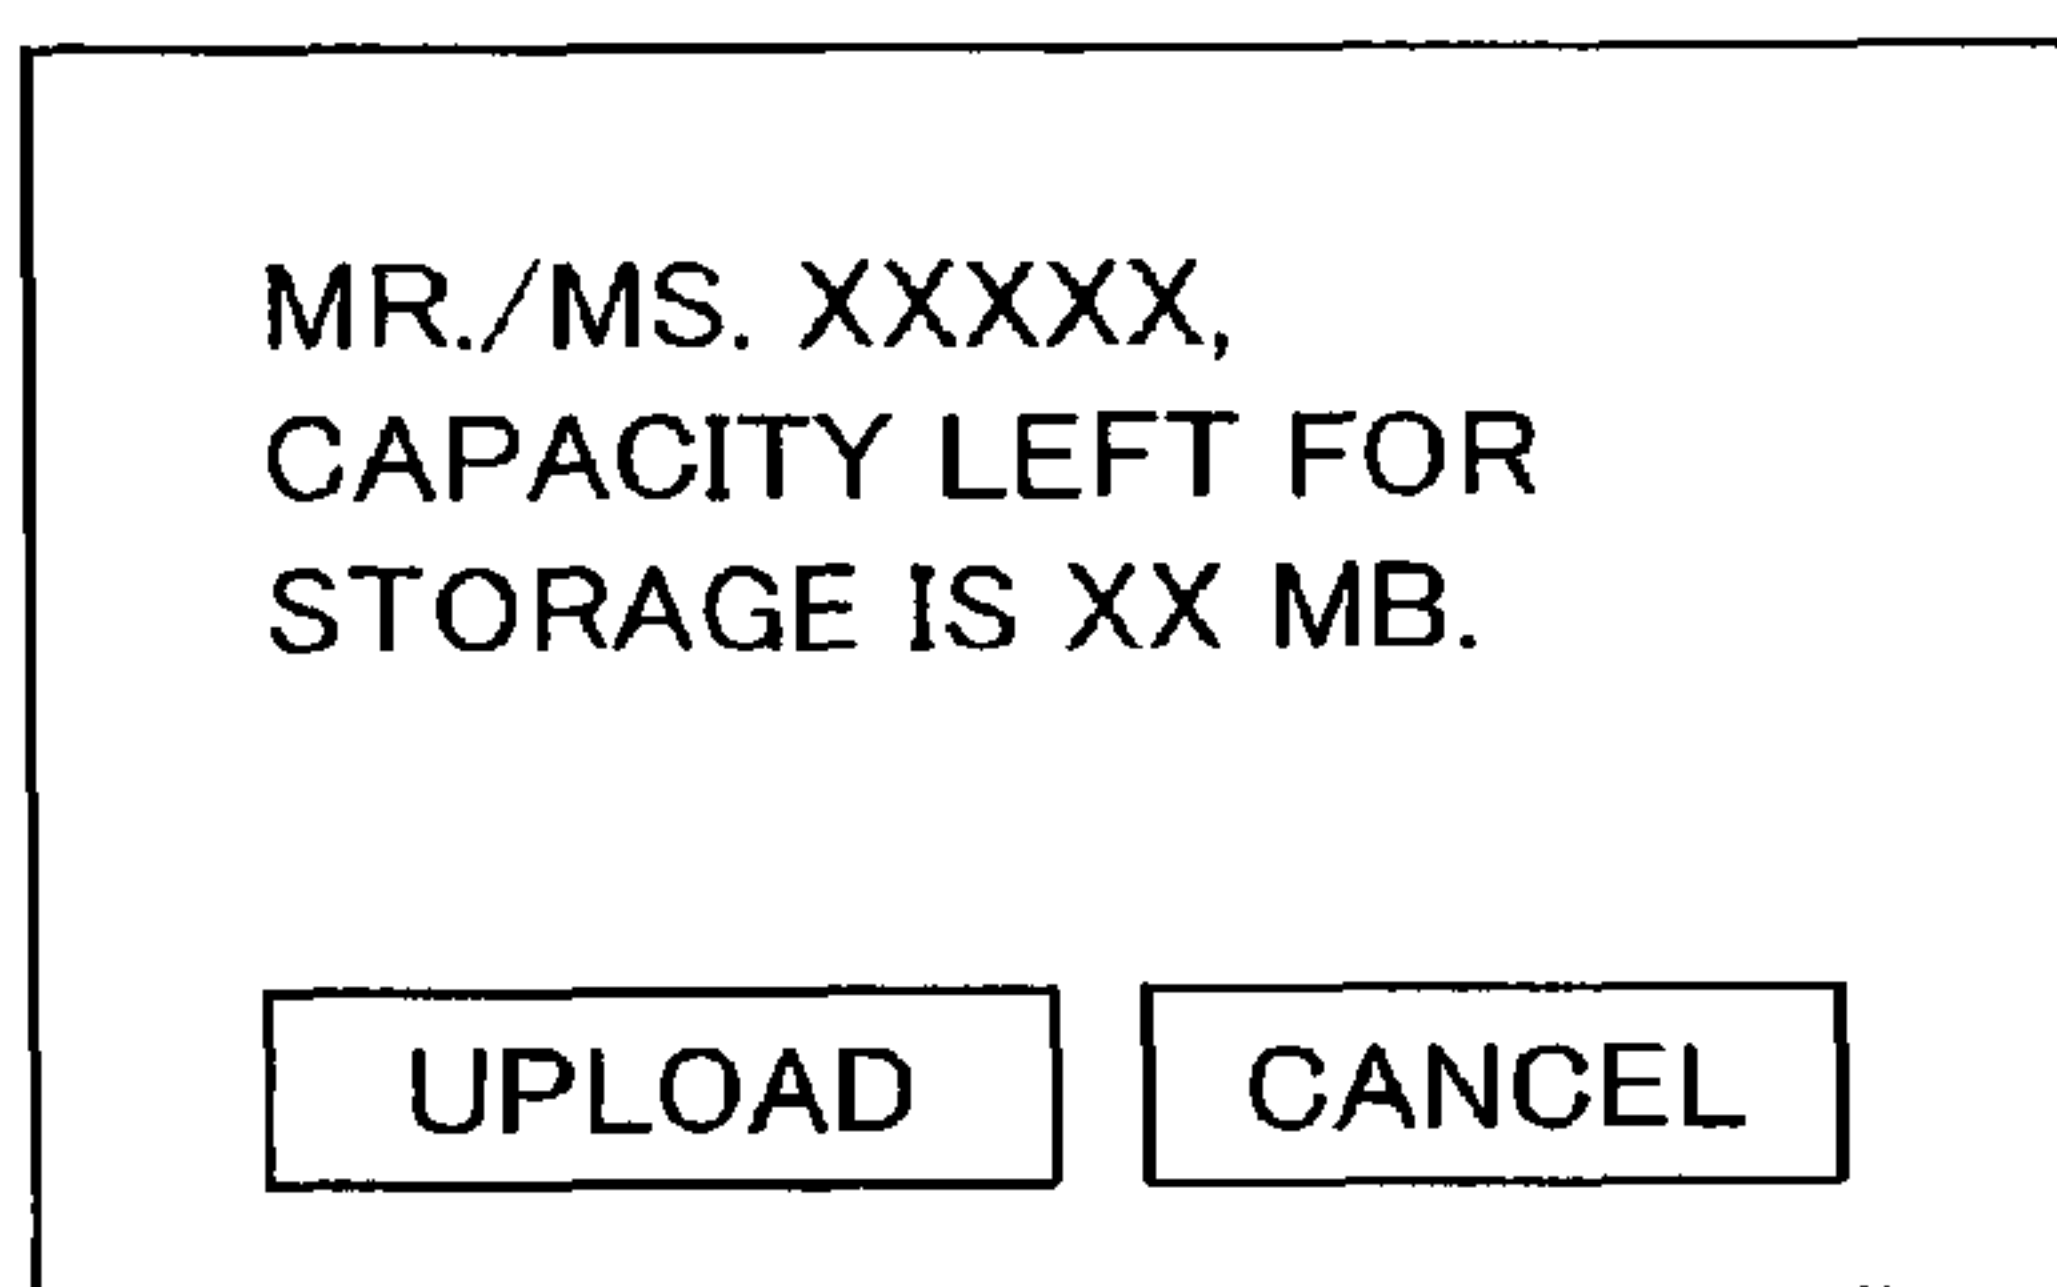 MR./MS. XXXXX,
CAPACITY LEFT FOR
STORAGE IS XX MB.
UPLOAD CANCEL